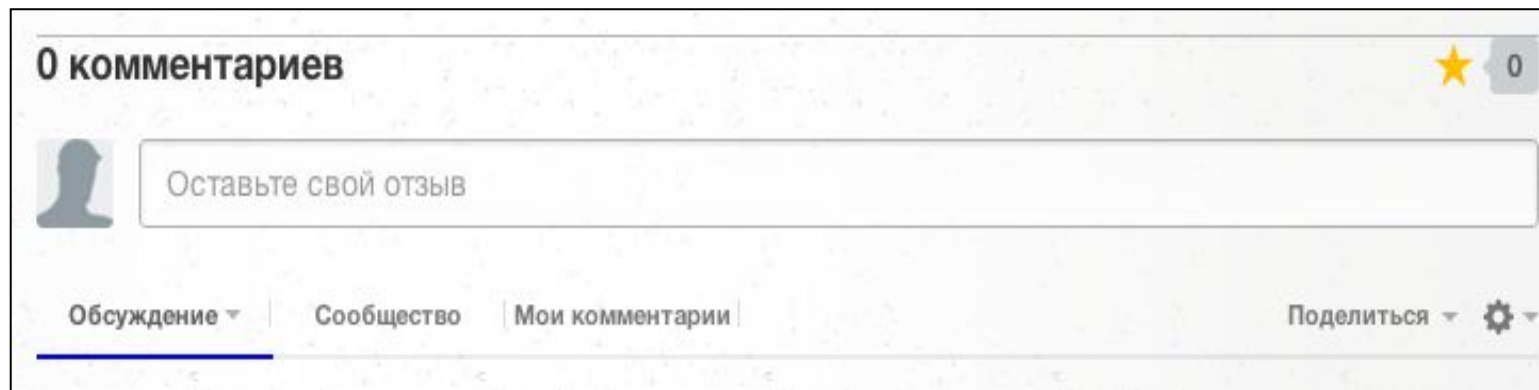 0 комментариев 0
Оставьте свой отзыв
Обсуждение Сообщество Мои комментарии Поделиться